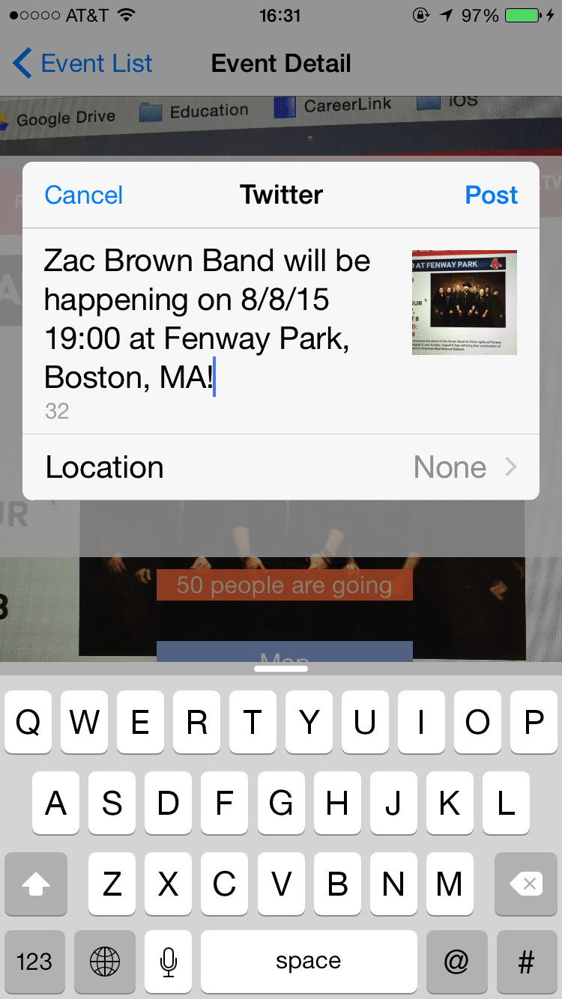 AT&T 16:31 97%
Event List Event Detail
Google Drive Education CareerLink iOS
Cancel Twitter Post
Zac Brown Band will be
happening on 8/8/15
19:00 at Fenway Park,
Boston, MA!
AT FENWAY PARK
32
Location None
50 people are going
Map
Q W E R T Y U I O P
A S D F G H J K L
Z X C V B N M
123 space @ #